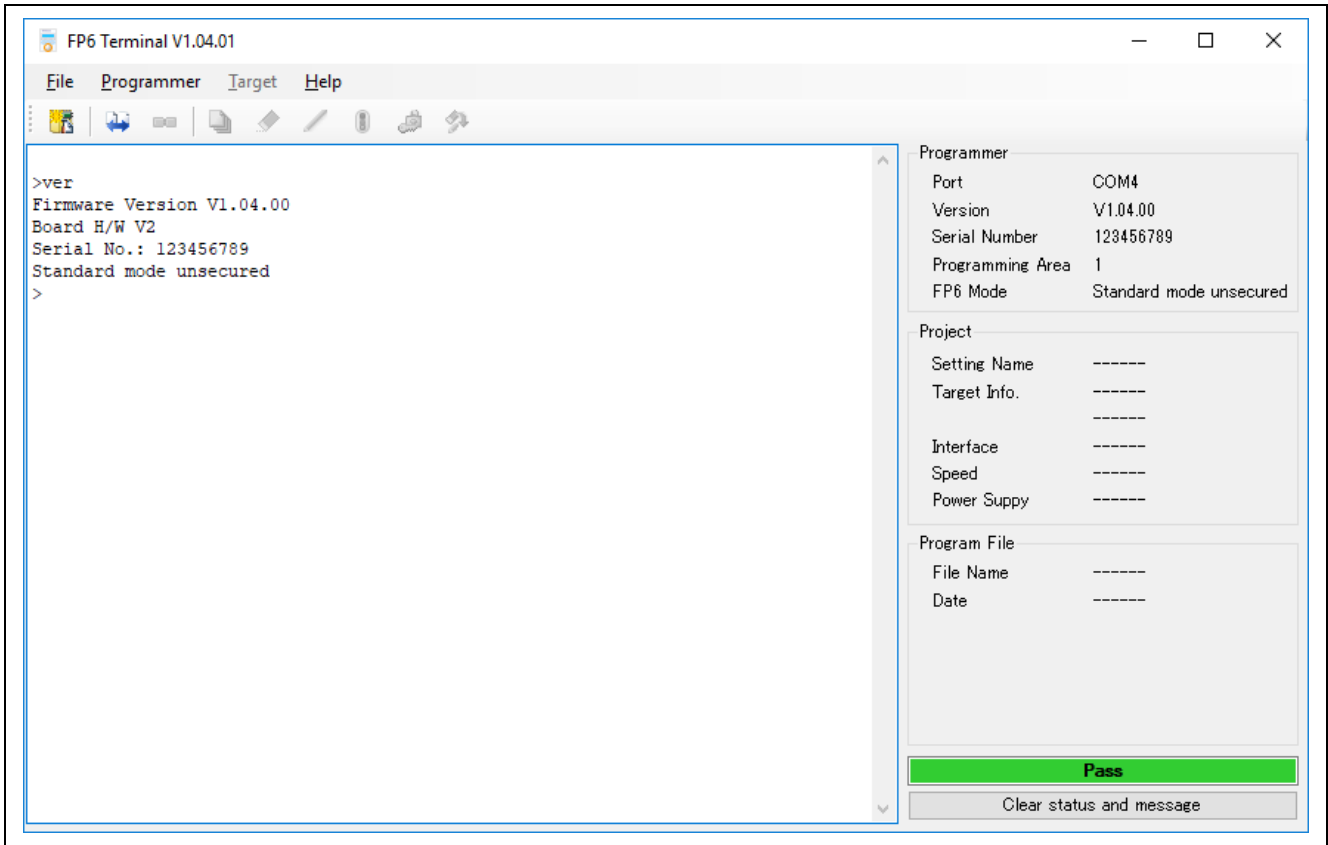 FP6 Terminal V1.04.01
File Programmer Target Help
>ver
Firmware Version V1.04.00
Board H/W V2
Serial No.: 123456789
Standard mode unsecured
>
Programmer
Port COM4
Version V1.04.00
Serial Number 123456789
Programming Area 1
FP6 Mode Standard mode unsecured
Project
Setting Name ------
Target Info. ------
------
Interface ------
Speed ------
Power Suppy ------
Program File
File Name ------
Date ------
Pass
Clear status and message